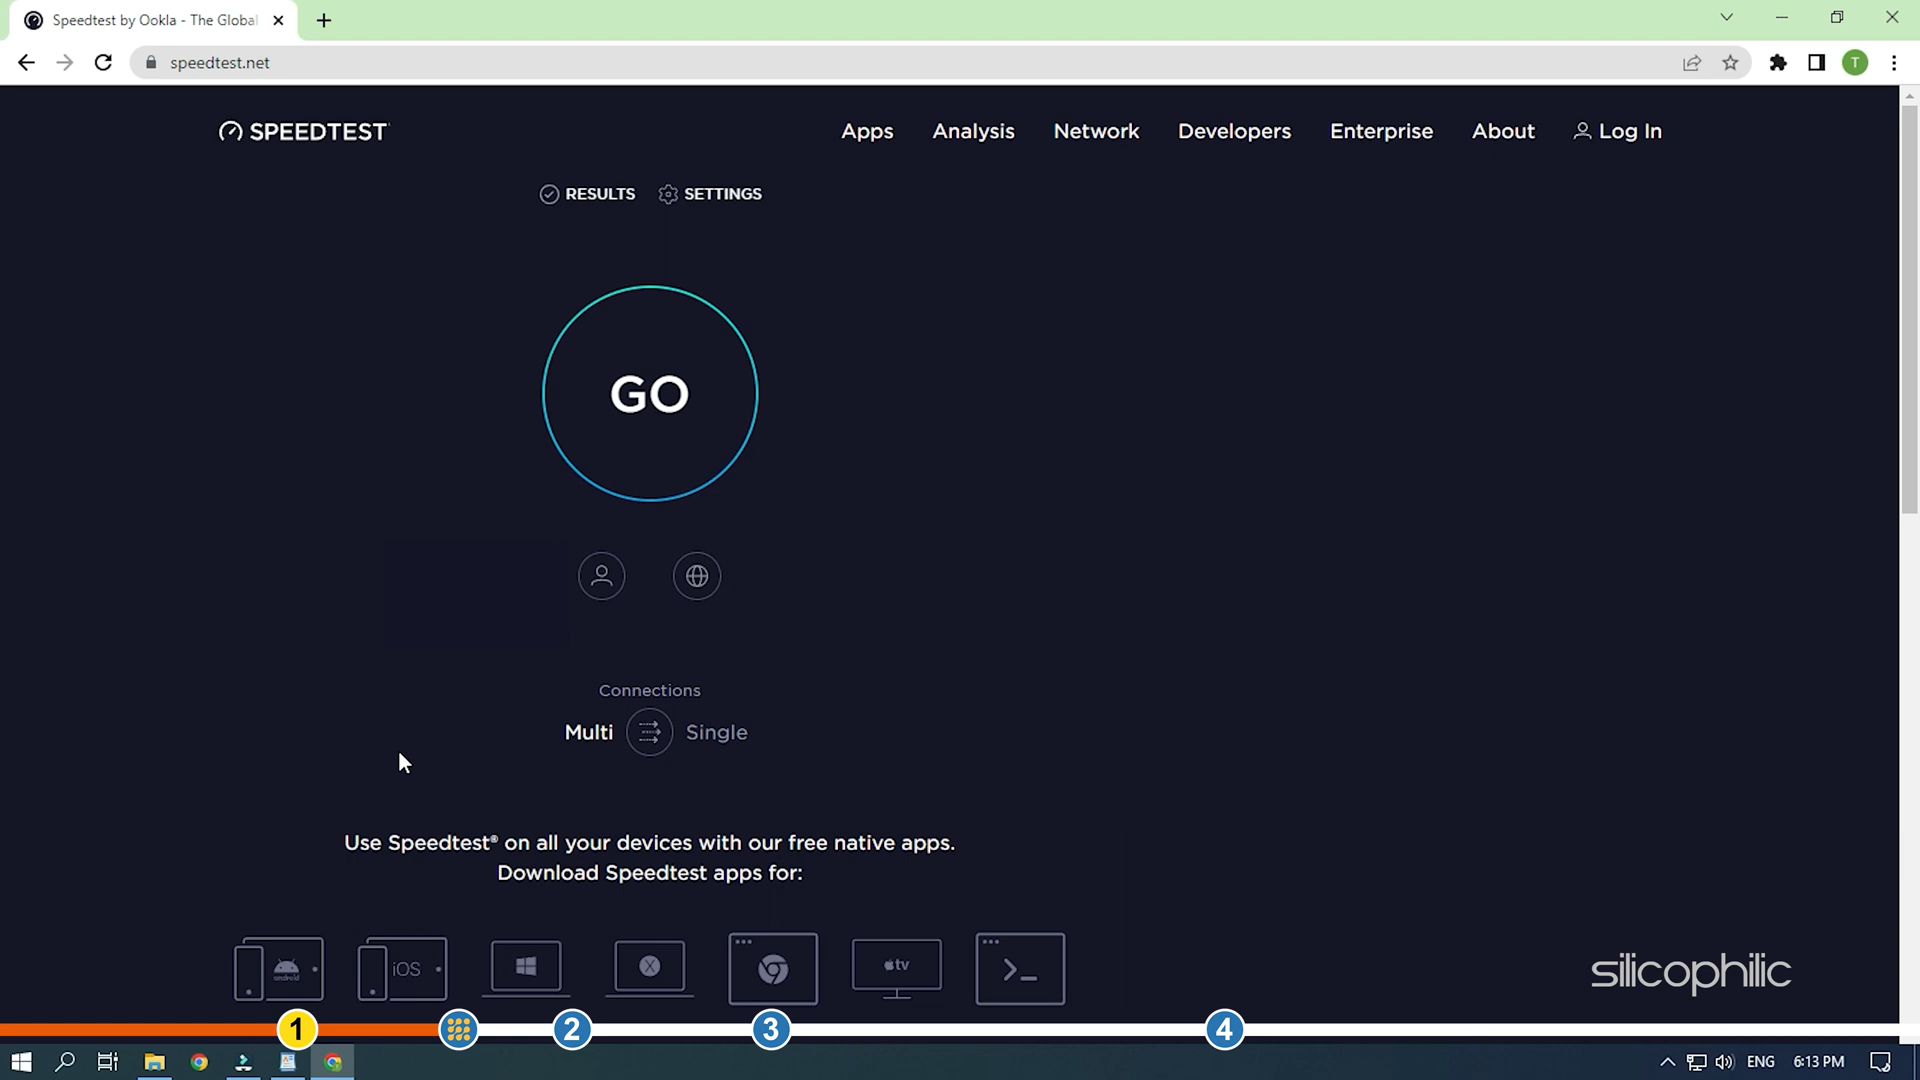 Speedtest by Ookla - The Global
speedtest.net
T
SPEEDTEST
Apps
Analysis
Network
Developers
Enterprise
About
Log In
RESULTS
SETTINGS
GO
Connections
Multi
Single
Use Speedtest® on all your devices with our free native apps.
Download Speedtest apps for:
android
iOS
X
tv
silicophilic
1
2
3
4
ENG
6:13 PM